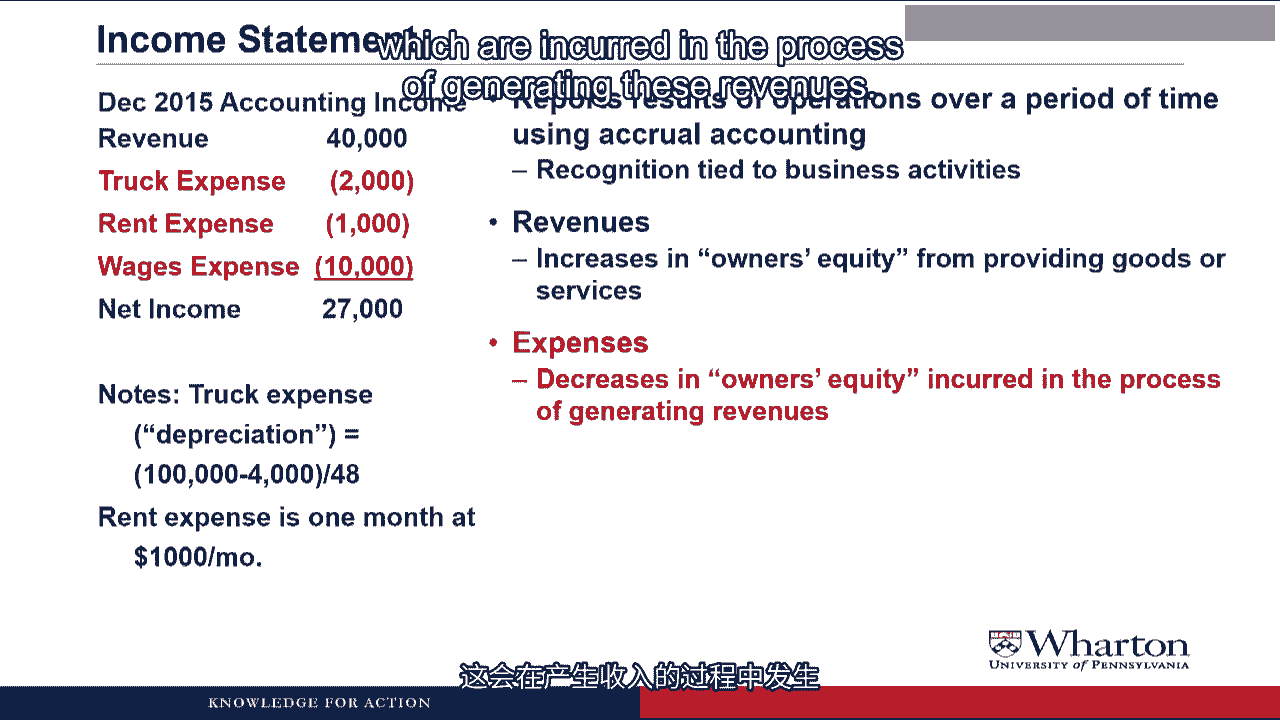 Income Statement
which are incurred in the process
of generating these revenues.
Dec 2015 Accounting Income
Revenue 40,000
Truck Expense (2,000)
Rent Expense (1,000)
Wages Expense (10,000)
Net Income 27,000
Notes: Truck expense
(“depreciation”) =
(100,000-4,000)/48
Rent expense is one month at
$1000/mo.
• Reports results of operations over a period of time
using accrual accounting
– Recognition tied to business activities
• Revenues
– Increases in “owners’ equity” from providing goods or
services
• Expenses
– Decreases in “owners’ equity” incurred in the process
of generating revenues
Wharton
UNIVERSITY of PENNSYLVANIA
这会在产生收入的过程中发生
KNOWLEDGE FOR ACTION